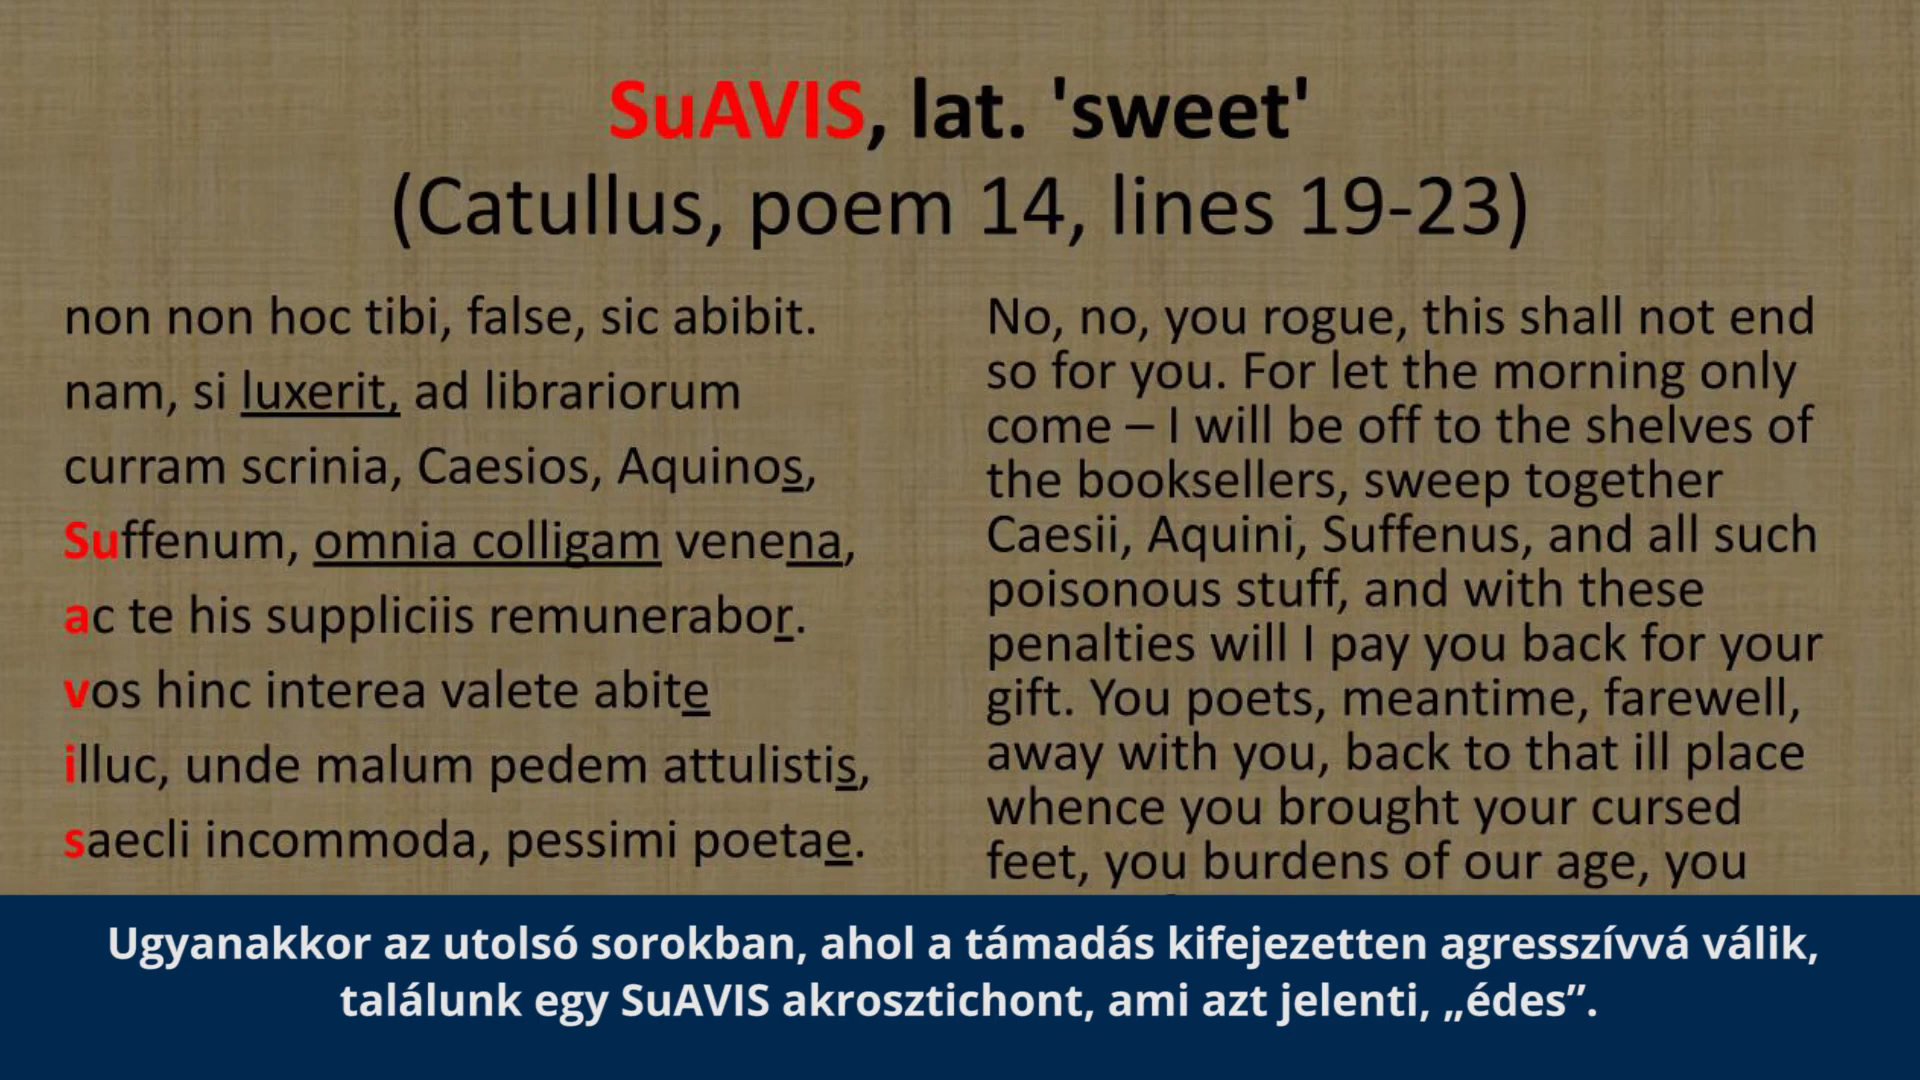 SuAVIS, lat. 'sweet'
(Catullus, poem 14, lines 19-23)
non non hoc tibi, false, sic abibit.
nam, si luxerit, ad librariorum
curram scrinia, Caesios, Aquinos,
Suffenum, omnia colligam venena,
ac te his suppliciis remunerabor.
vos hinc interea valete abite
illuc, unde malum pedem attulistis,
saecli incommoda, pessimi poetae.
No, no, you rogue, this shall not end
so for you. For let the morning only
come – I will be off to the shelves of
the booksellers, sweep together
Caesii, Aquini, Suffenus, and all such
poisonous stuff, and with these
penalties will I pay you back for your
gift. You poets, meantime, farewell,
away with you, back to that ill place
whence you brought your cursed
feet, you burdens of our age, you
Ugyanakkor az utolsó sorokban, ahol a támadás kifejezetten agresszívvá válik,
találunk egy SuAVIS akrosztichont, ami azt jelenti, „édes”.